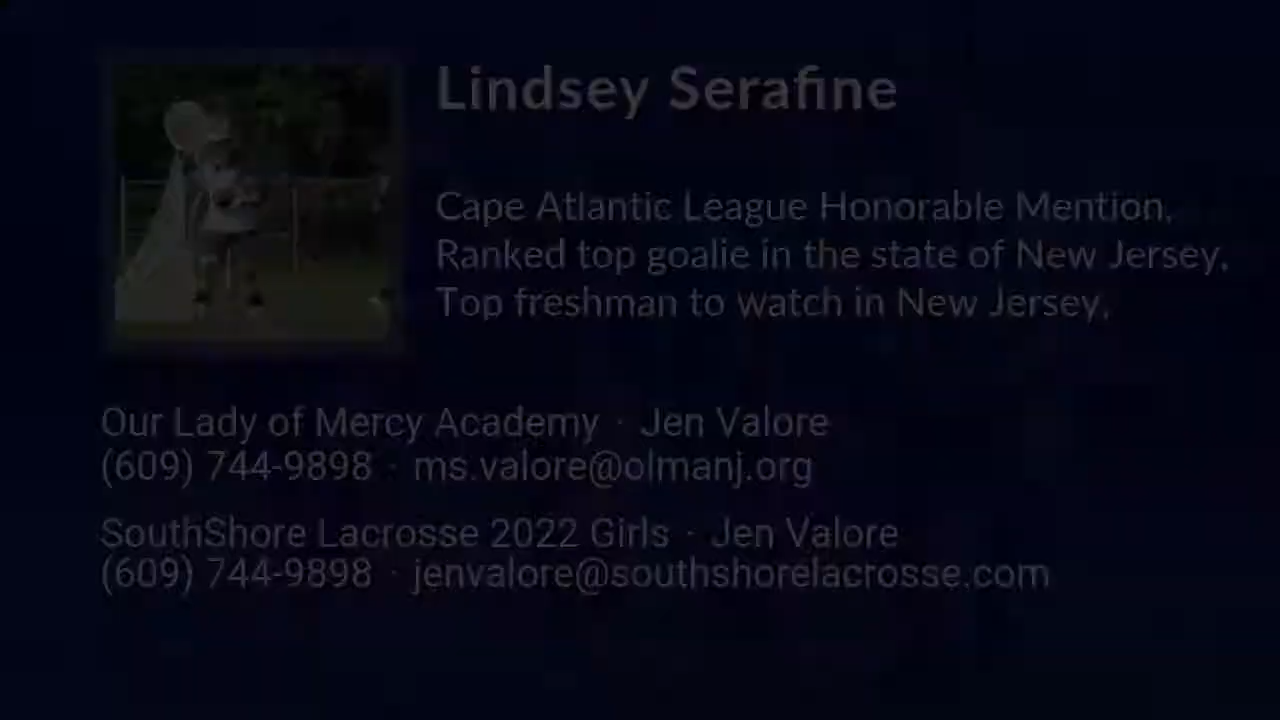 Lindsey Serafine
Cape Atlantic League Honorable Mention.
Ranked top goalie in the state of New Jersey.
Top freshman to watch in New Jersey.
Our Lady of Mercy Academy · Jen Valore
(609) 744-9898 · ms.valore@olmanj.org
SouthShore Lacrosse 2022 Girls · Jen Valore
(609) 744-9898 · jenvalore@southshorelacrosse.com